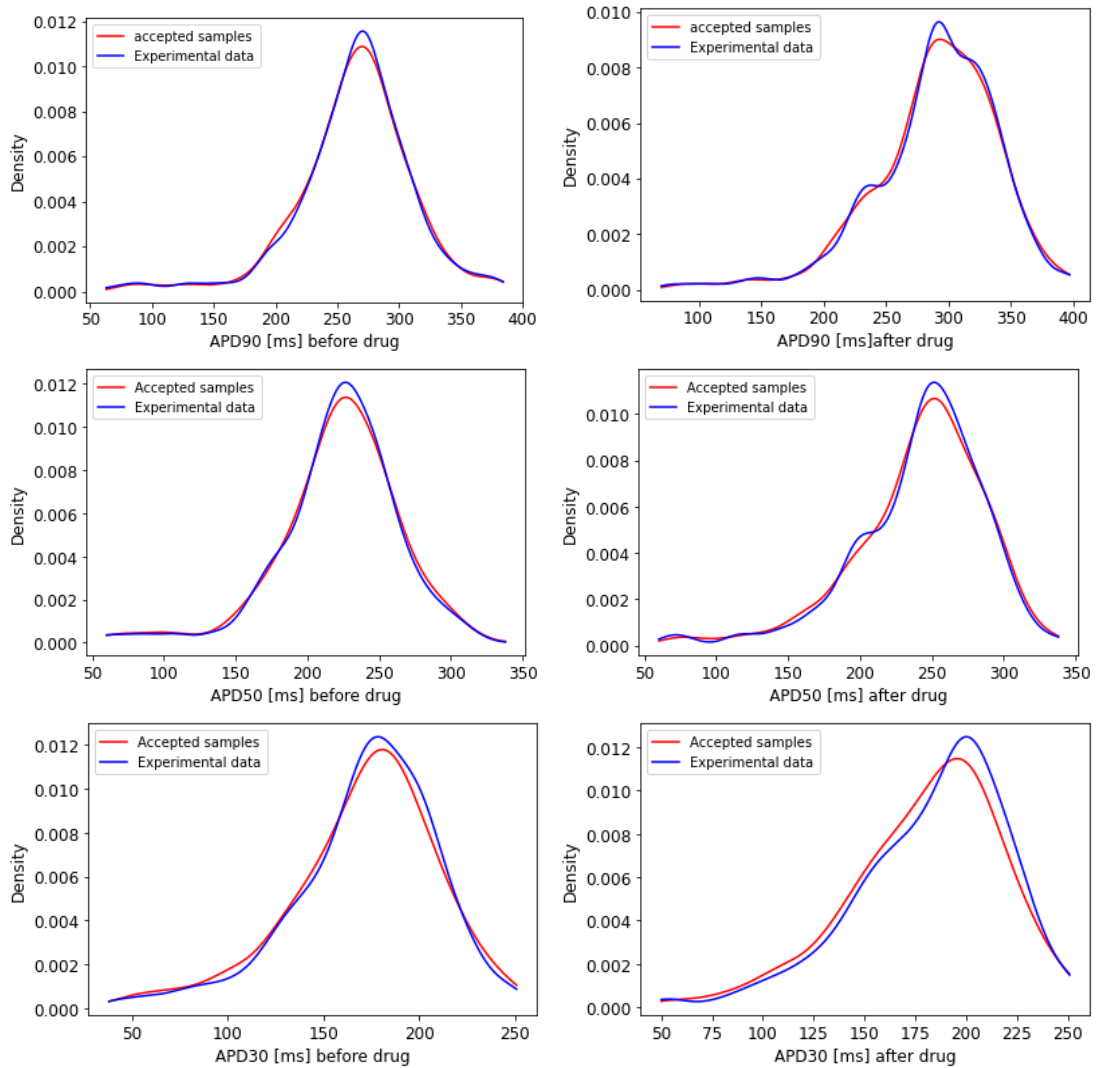 accepted samples
Experimental data
0.012
0.010
0.008
0.006
0.004
0.002
0.000
Density
50 100 150 200 250 300 350 400
APD90 [ms] before drug
accepted samples
Experimental data
0.010
0.008
0.006
0.004
0.002
0.000
Density
100 150 200 250 300 350 400
APD90 [ms]after drug
Accepted samples
Experimental data
0.012
0.010
0.008
0.006
0.004
0.002
0.000
Density
50 100 150 200 250 300 350
APD50 [ms] before drug
Accepted samples
Experimental data
0.010
0.008
0.006
0.004
0.002
0.000
Density
50 100 150 200 250 300 350
APD50 [ms] after drug
Accepted samples
Experimental data
0.012
0.010
0.008
0.006
0.004
0.002
0.000
Density
50 100 150 200 250
APD30 [ms] before drug
Accepted samples
Experimental data
0.012
0.010
0.008
0.006
0.004
0.002
0.000
Density
50 75 100 125 150 175 200 225 250
APD30 [ms] after drug